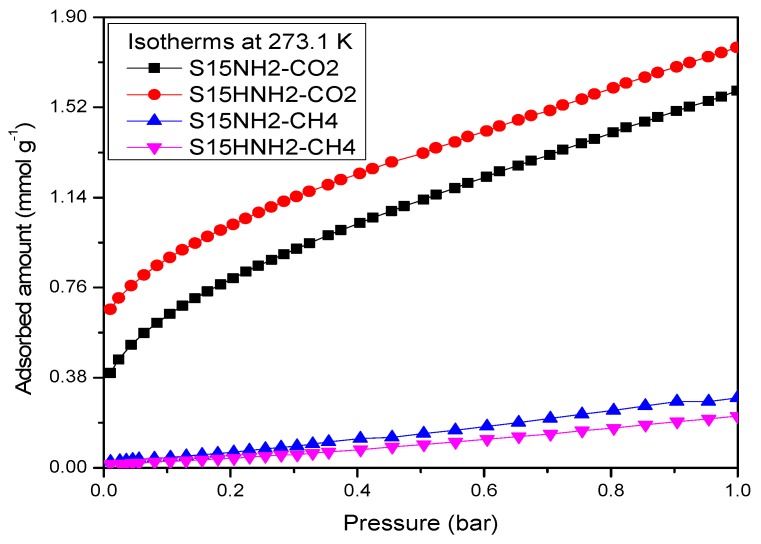 1.90
1.52
1.14
0.76
0.38
0.00
Adsorbed amount (mmol g⁻¹)
Isotherms at 273.1 K
S15NH2-CO2
S15HNH2-CO2
S15NH2-CH4
S15HNH2-CH4
0.0 0.2 0.4 0.6 0.8 1.0
Pressure (bar)